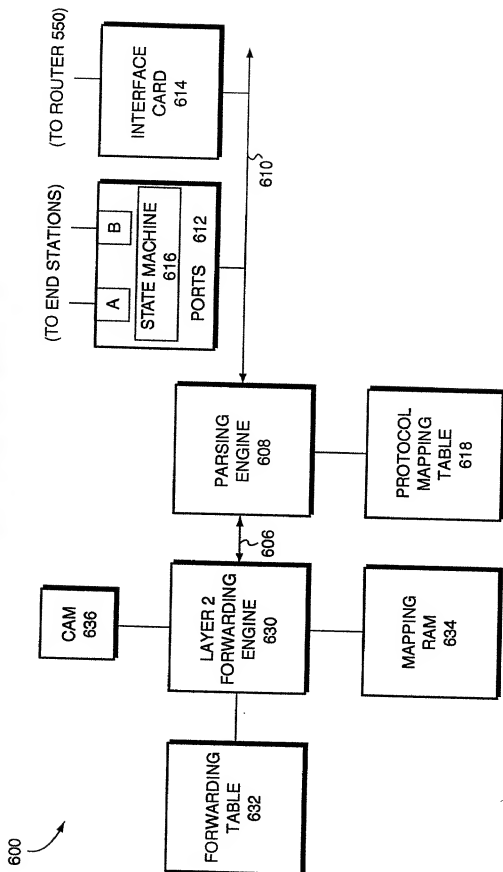 600
FORWARDING
TABLE
632
CAM
636
LAYER 2
FORWARDING
ENGINE
630
MAPPING
RAM
634
606
PARSING
ENGINE
608
PROTOCOL
MAPPING
TABLE
618
(TO END STATIONS)
A
B
STATE MACHINE
616
PORTS 612
610
(TO ROUTER 550)
INTERFACE
CARD
614